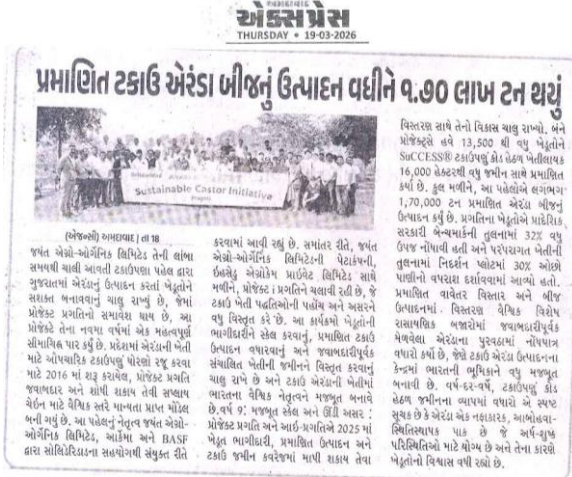 અમદાવાદ
એક્સપ્રેસ
THURSDAY • 19-03-2026
પ્રમાણિત ટકાઉ એરંડા બીજનું ઉત્પાદન વધીને ૧.૭૦ લાખ ટન થયું
Sustainable Castor Initiative
(એજન્સી) અમદાવાદ | તા 18
જયંત એગ્રો-ઓર્ગેનિક લિમિટેડ તેની લાંબા
સમયથી ચાલી આવતી ટકાઉપણા પહેલ દ્વારા
ગુજરાતમાં એરંડાનું ઉત્પાદન કરતાં ખેડૂતોને
સશક્ત બનાવવાનું ચાલુ રાખ્યું છે, જેમાં
પ્રોજેક્ટ પ્રગતિનો સમાવેશ થાય છે, આ
પ્રોજેક્ટે તેના નવમા વર્ષમાં એક મહત્વપૂર્ણ
સીમાચિહ્ન પાર કર્યું છે. પ્રદેશમાં એરંડાની ખેતી
માટે ઔપચારિક ટકાઉપણું ધોરણો રજૂ કરવા
માટે 2016 માં શરૂ કરાયેલ, પ્રોજેક્ટ પ્રગતિ
જવાબદાર અને શોધી શકાય તેવી સપ્લાય
ચેઇન માટે વૈશ્વિક સ્તરે માન્યતા પ્રાપ્ત મોડેલ
બની ગયું છે. આ પહેલનું નેતૃત્વ જયંત એગ્રો-
ઓર્ગેનિક લિમિટેડ, આર્કેમા અને BASF
દ્વારા સોલિડેરિડાડના સહયોગથી સંયુક્ત રીતે
કરવામાં આવી રહ્યું છે. સમાંતર રીતે, જયંત
એગ્રો-ઓર્ગેનિક લિમિટેડની પેટાકંપની,
ઇહસેડુ એગ્રોકેમ પ્રાઇવેટ લિમિટેડ સાથે
મળીને, પ્રોજેક્ટ i પ્રગતિને ચલાવી રહી છે, જે
ટકાઉ ખેતી પદ્ધતિઓની પહોંચ અને અસરને
વધુ વિસ્તૃત કરે છે. આ કાર્યક્રમો ખેડૂતોની
ભાગીદારીને સ્કેલ કરવાનું, પ્રમાણિત ટકાઉ
ઉત્પાદન વધારવાનું અને જવાબદારીપૂર્વક
સંચાલિત ખેતીની જમીનને વિસ્તૃત કરવાનું
ચાલુ રાખે છે અને ટકાઉ એરંડાની ખેતીમાં
ભારતના વૈશ્વિક નેતૃત્વને મજબૂત બનાવે
છે. વર્ષ 9: મજબૂત સ્કેલ અને ઊંડી અસર :
પ્રોજેક્ટ પ્રગતિ અને આઇ-પ્રગતિએ 2025 માં
ખેડૂત ભાગીદારી, પ્રમાણિત ઉત્પાદન અને
ટકાઉ જમીન કવરેજમાં માપી શકાય તેવા
વિસ્તરણ સાથે તેનો વિકાસ ચાલુ રાખ્યો. બંને
પ્રોજેક્ટ્સે હવે 13,500 થી વધુ ખેડૂતોને
SuCCESS® ટકાઉપણું કોડ હેઠળ ખેતીલાયક
16,000 હેક્ટરથી વધુ જમીન સાથે પ્રમાણિત
કર્યા છે. કુલ મળીને, આ પહેલોએ લગભગ
1,70,000 ટન પ્રમાણિત એરંડા બીજનું
ઉત્પાદન કર્યું છે. પ્રગતિના ખેડૂતોએ પ્રાદેશિક
સરકારી બેન્ચમાર્કની તુલનામાં 32% વધુ
ઉપજ નોંધાવી હતી અને પરંપરાગત ખેતીની
તુલનામાં નિદર્શન પ્લોટમાં 30% ઓછો
પાણીનો વપરાશ દર્શાવવામાં આવ્યો હતો.
પ્રમાણિત વાવેતર વિસ્તાર અને બીજ
ઉત્પાદનમાં વિસ્તરણ વૈશ્વિક વિશેષ
રાસાયણિક બજારોમાં જવાબદારીપૂર્વક
મેળવેલા એરંડાના પુરવઠામાં નોંધપાત્ર
વધારો કર્યો છે, જેણે ટકાઉ એરંડા ઉત્પાદનના
કેન્દ્રમાં ભારતની ભૂમિકાને વધુ મજબૂત
બનાવી છે. વર્ષ-દર-વર્ષે, ટકાઉપણું કોડ
હેઠળ જમીનના વ્યાપમાં વધારો એ સ્પષ્ટ
સૂચક છે કે એરંડા એક નફાકારક, આબોહવા-
સ્થિતિસ્થાપક પાક છે જે અર્ધ-શુષ્ક
પરિસ્થિતિઓ માટે યોગ્ય છે અને તેના કારણે
ખેડૂતોનો વિશ્વાસ વધી રહ્યો છે.